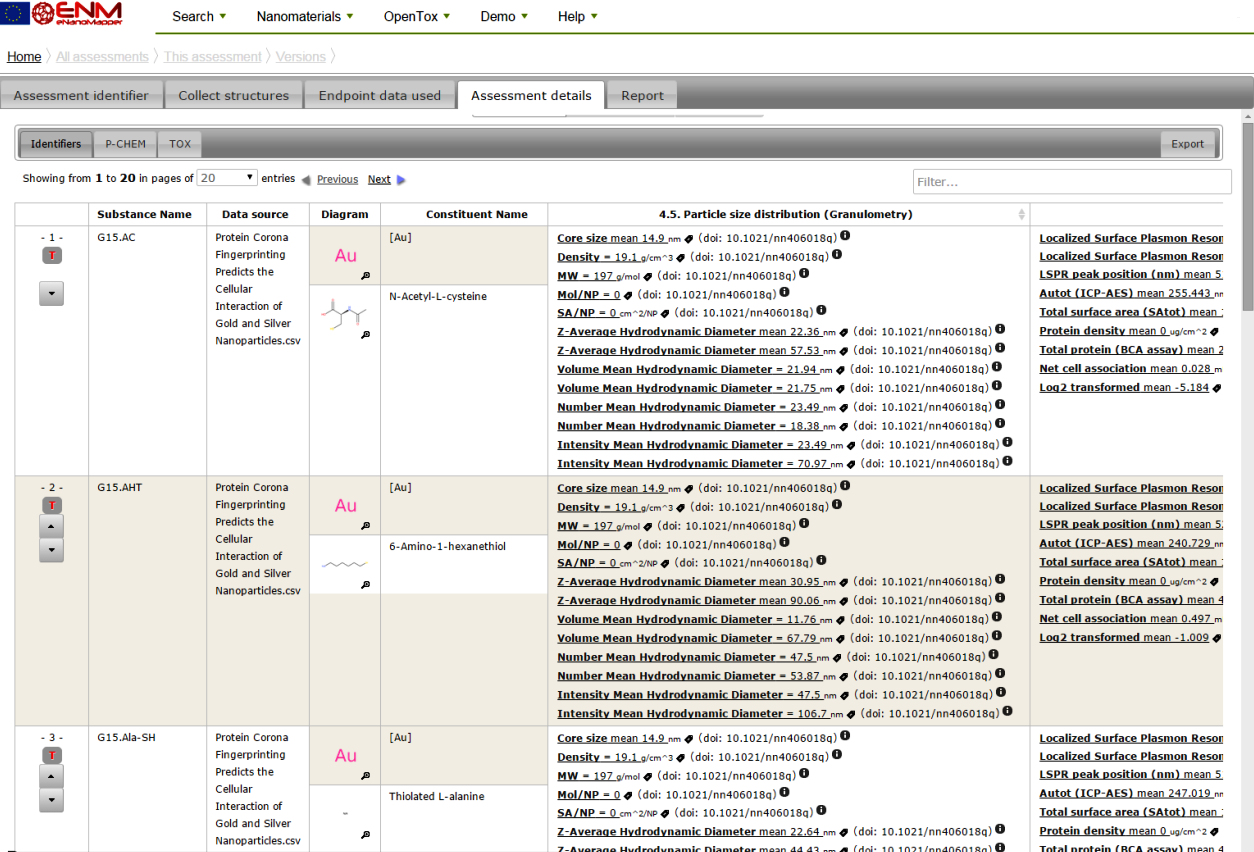 ENM
eNanoMapper
Search ▼ Nanomaterials ▼ OpenTox ▼ Demo ▼ Help ▼
Home 〉 All assessments 〉 This assessment 〉 Versions 〉
Assessment identifier Collect structures Endpoint data used Assessment details Report
Identifiers P-CHEM TOX Export
Showing from 1 to 20 in pages of 20 ▼ entries Previous Next Filter...
Substance Name Data source Diagram Constituent Name 4.5. Particle size distribution (Granulometry)
- 1 -
T
G15.AC
Protein Corona
Fingerprinting
Predicts the
Cellular
Interaction of
Gold and Silver
Nanoparticles.csv
Au
[Au]
N-Acetyl-L-cysteine
Core size mean 14.9 nm (doi: 10.1021/nn406018q)
Density = 19.1 g/cm^3 (doi: 10.1021/nn406018q)
MW = 197 g/mol (doi: 10.1021/nn406018q)
Mol/NP = 0 (doi: 10.1021/nn406018q)
SA/NP = 0 cm^2/NP (doi: 10.1021/nn406018q)
Z-Average Hydrodynamic Diameter mean 22.36 nm (doi: 10.1021/nn406018q)
Z-Average Hydrodynamic Diameter mean 57.53 nm (doi: 10.1021/nn406018q)
Volume Mean Hydrodynamic Diameter = 21.94 nm (doi: 10.1021/nn406018q)
Volume Mean Hydrodynamic Diameter = 21.75 nm (doi: 10.1021/nn406018q)
Number Mean Hydrodynamic Diameter = 23.49 nm (doi: 10.1021/nn406018q)
Number Mean Hydrodynamic Diameter = 18.38 nm (doi: 10.1021/nn406018q)
Intensity Mean Hydrodynamic Diameter = 23.49 nm (doi: 10.1021/nn406018q)
Intensity Mean Hydrodynamic Diameter = 70.97 nm (doi: 10.1021/nn406018q)
Localized Surface Plasmon Reson
Localized Surface Plasmon Reson
LSPR peak position (nm) mean 5
Autot (ICP-AES) mean 255.443 nm
Total surface area (SAtot) mean
Protein density mean 0 ug/cm^2
Total protein (BCA assay) mean 2
Net cell association mean 0.028 m
Log2 transformed mean -5.184
- 2 -
T
G15.AHT
Protein Corona
Fingerprinting
Predicts the
Cellular
Interaction of
Gold and Silver
Nanoparticles.csv
Au
[Au]
6-Amino-1-hexanethiol
Core size mean 14.9 nm (doi: 10.1021/nn406018q)
Density = 19.1 g/cm^3 (doi: 10.1021/nn406018q)
MW = 197 g/mol (doi: 10.1021/nn406018q)
Mol/NP = 0 (doi: 10.1021/nn406018q)
SA/NP = 0 cm^2/NP (doi: 10.1021/nn406018q)
Z-Average Hydrodynamic Diameter mean 30.95 nm (doi: 10.1021/nn406018q)
Z-Average Hydrodynamic Diameter mean 90.06 nm (doi: 10.1021/nn406018q)
Volume Mean Hydrodynamic Diameter = 11.76 nm (doi: 10.1021/nn406018q)
Volume Mean Hydrodynamic Diameter = 67.79 nm (doi: 10.1021/nn406018q)
Number Mean Hydrodynamic Diameter = 47.5 nm (doi: 10.1021/nn406018q)
Number Mean Hydrodynamic Diameter = 53.87 nm (doi: 10.1021/nn406018q)
Intensity Mean Hydrodynamic Diameter = 47.5 nm (doi: 10.1021/nn406018q)
Intensity Mean Hydrodynamic Diameter = 106.7 nm (doi: 10.1021/nn406018q)
Localized Surface Plasmon Reson
Localized Surface Plasmon Reson
LSPR peak position (nm) mean 5
Autot (ICP-AES) mean 240.729 nm
Total surface area (SAtot) mean
Protein density mean 0 ug/cm^2
Total protein (BCA assay) mean 4
Net cell association mean 0.497 m
Log2 transformed mean -1.009
- 3 -
T
G15.Ala-SH
Protein Corona
Fingerprinting
Predicts the
Cellular
Interaction of
Gold and Silver
Nanoparticles.csv
Au
[Au]
Thiolated L-alanine
Core size mean 14.9 nm (doi: 10.1021/nn406018q)
Density = 19.1 g/cm^3 (doi: 10.1021/nn406018q)
MW = 197 g/mol (doi: 10.1021/nn406018q)
Mol/NP = 0 (doi: 10.1021/nn406018q)
SA/NP = 0 cm^2/NP (doi: 10.1021/nn406018q)
Z-Average Hydrodynamic Diameter mean 22.64 nm (doi: 10.1021/nn406018q)
Z-Average Hydrodynamic Diameter mean 44.43 nm (doi: 10.1021/nn406018q)
Localized Surface Plasmon Reson
Localized Surface Plasmon Reson
LSPR peak position (nm) mean 5
Autot (ICP-AES) mean 247.019 nm
Total surface area (SAtot) mean
Protein density mean 0 ug/cm^2
Total protein (BCA assay) mean 4